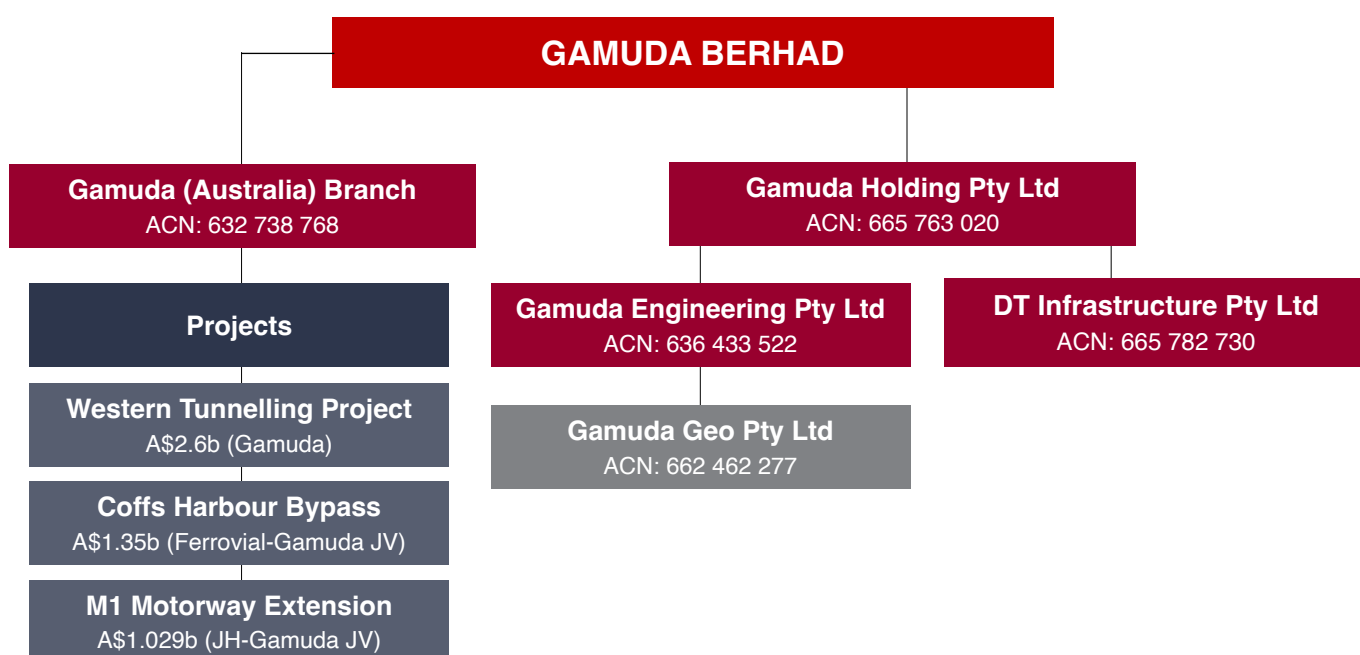 GAMUDA BERHAD
Gamuda (Australia) Branch
ACN: 632 738 768
Projects
Western Tunnelling Project
A$2.6b (Gamuda)
Coffs Harbour Bypass
A$1.35b (Ferrovial-Gamuda JV)
M1 Motorway Extension
A$1.029b (JH-Gamuda JV)
Gamuda Holding Pty Ltd
ACN: 665 763 020
Gamuda Engineering Pty Ltd
ACN: 636 433 522
Gamuda Geo Pty Ltd
ACN: 662 462 277
DT Infrastructure Pty Ltd
ACN: 665 782 730